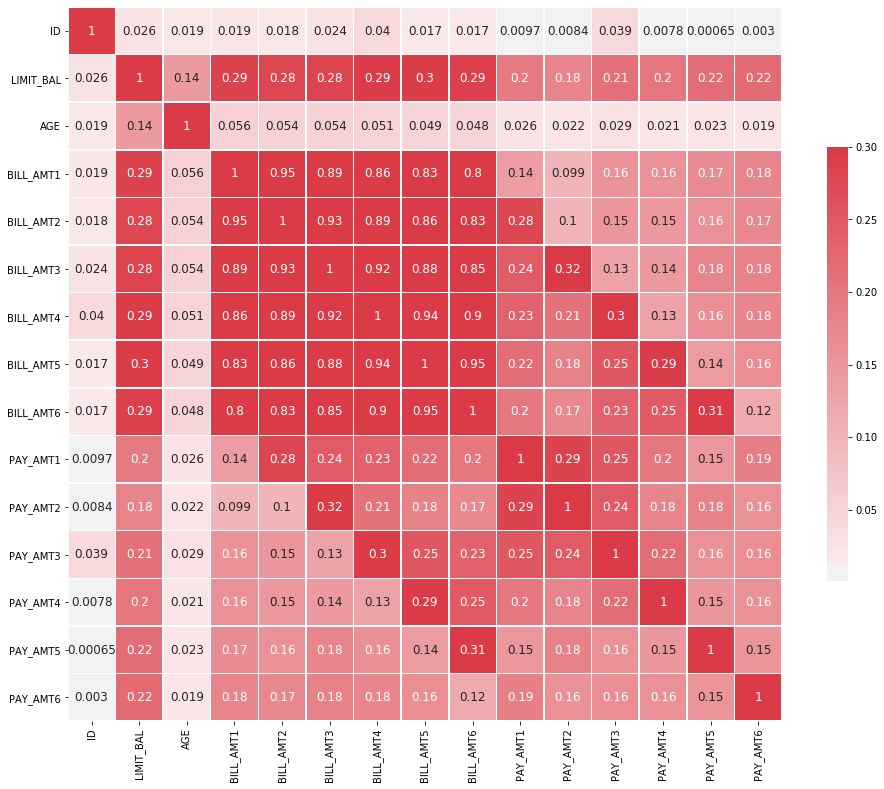 ID 1 0.026 0.019 0.019 0.018 0.024 0.04 0.017 0.017 0.0097 0.0084 0.039 0.0078 0.00065 0.003
LIMIT_BAL 0.026 1 0.14 0.29 0.28 0.28 0.29 0.3 0.29 0.2 0.18 0.21 0.2 0.22 0.22
AGE 0.019 0.14 1 0.056 0.054 0.054 0.051 0.049 0.048 0.026 0.022 0.029 0.021 0.023 0.019
BILL_AMT1 0.019 0.29 0.056 1 0.95 0.89 0.86 0.83 0.8 0.14 0.099 0.16 0.16 0.17 0.18
BILL_AMT2 0.018 0.28 0.054 0.95 1 0.93 0.89 0.86 0.83 0.28 0.1 0.15 0.15 0.16 0.17
BILL_AMT3 0.024 0.28 0.054 0.89 0.93 1 0.92 0.88 0.85 0.24 0.32 0.13 0.14 0.18 0.18
BILL_AMT4 0.04 0.29 0.051 0.86 0.89 0.92 1 0.94 0.9 0.23 0.21 0.3 0.13 0.16 0.18
BILL_AMT5 0.017 0.3 0.049 0.83 0.86 0.88 0.94 1 0.95 0.22 0.18 0.25 0.29 0.14 0.16
BILL_AMT6 0.017 0.29 0.048 0.8 0.83 0.85 0.9 0.95 1 0.2 0.17 0.23 0.25 0.31 0.12
PAY_AMT1 0.0097 0.2 0.026 0.14 0.28 0.24 0.23 0.22 0.2 1 0.29 0.25 0.2 0.15 0.19
PAY_AMT2 0.0084 0.18 0.022 0.099 0.1 0.32 0.21 0.18 0.17 0.29 1 0.24 0.18 0.18 0.16
PAY_AMT3 0.039 0.21 0.029 0.16 0.15 0.13 0.3 0.25 0.23 0.25 0.24 1 0.22 0.16 0.16
PAY_AMT4 0.0078 0.2 0.021 0.16 0.15 0.14 0.13 0.29 0.25 0.2 0.18 0.22 1 0.15 0.16
PAY_AMT5 0.00065 0.22 0.023 0.17 0.16 0.18 0.16 0.14 0.31 0.15 0.18 0.16 0.15 1 0.15
PAY_AMT6 0.003 0.22 0.019 0.18 0.17 0.18 0.18 0.16 0.12 0.19 0.16 0.16 0.16 0.15 1
ID LIMIT_BAL AGE BILL_AMT1 BILL_AMT2 BILL_AMT3 BILL_AMT4 BILL_AMT5 BILL_AMT6 PAY_AMT1 PAY_AMT2 PAY_AMT3 PAY_AMT4 PAY_AMT5 PAY_AMT6
0.30
0.25
0.20
0.15
0.10
0.05